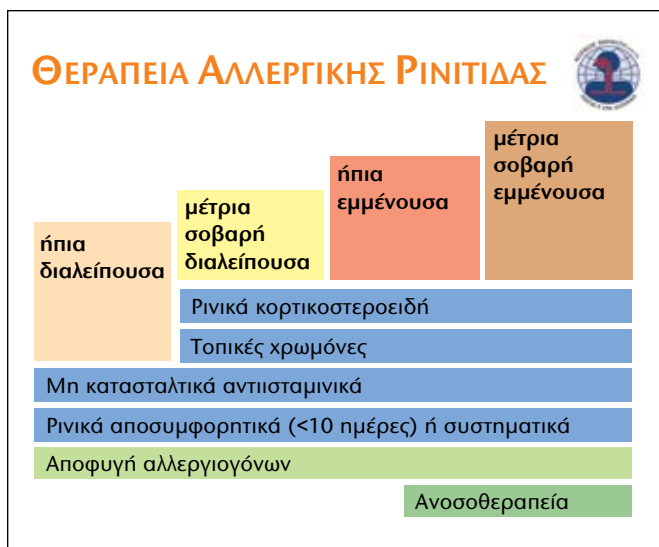 ΘΕΡΑΠΕΙΑ ΑΛΛΕΡΓΙΚΗΣ ΡΙΝΙΤΙΔΑΣ
μέτρια
σοβαρή
εμμένουσα
ήπια
εμμένουσα
μέτρια
σοβαρή
διαλείπουσα
ήπια
διαλείπουσα
Ρινικά κορτικοστεροειδή
Τοπικές χρωμόνες
Μη κατασταλτικά αντιισταμινικά
Ρινικά αποσυμφορητικά (<10 ημέρες) ή συστηματικά
Αποφυγή αλλεργιογόνων
Ανοσοθεραπεία